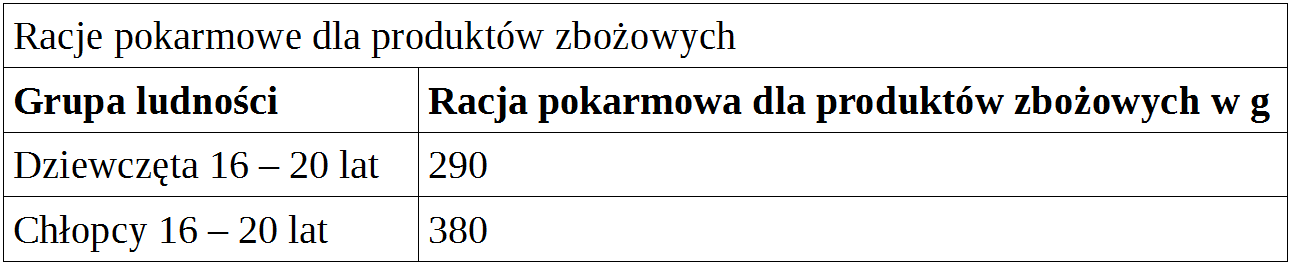 Racje pokarmowe dla produktów zbożowych
Grupa ludności Racja pokarmowa dla produktów zbożowych w g
Dziewczęta 16 – 20 lat 290
Chłopcy 16 – 20 lat 380